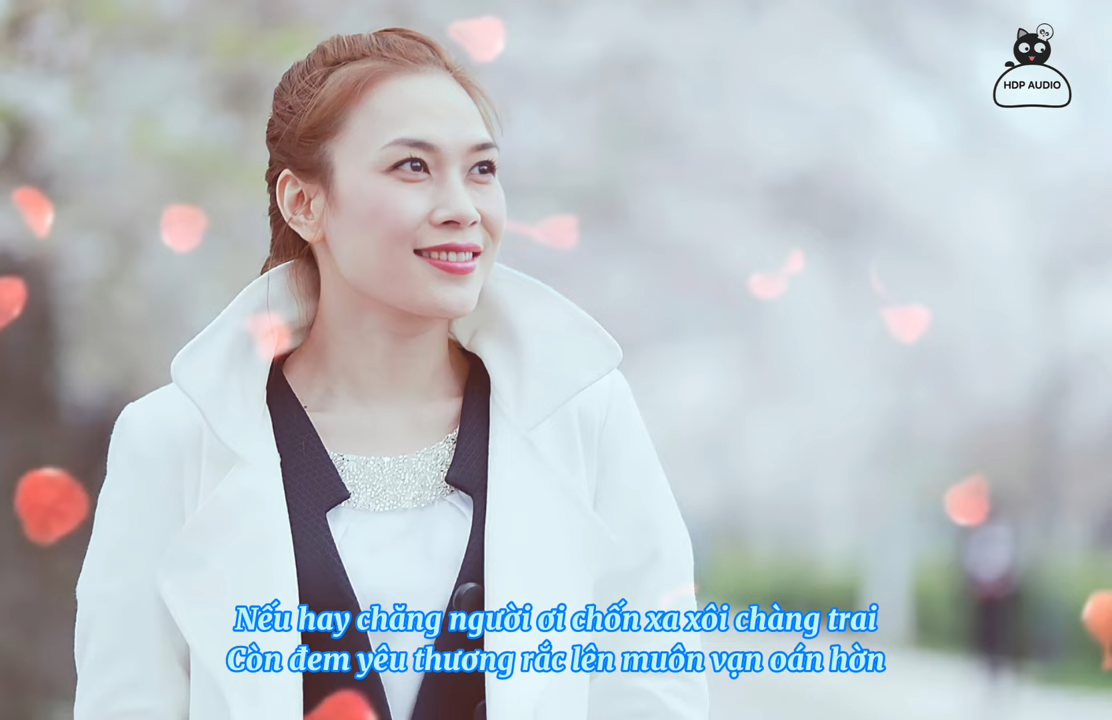 HDP AUDIO
Nếu hay chăng người ơi chốn xa xôi chàng trai
Còn đem yêu thương rắc lên muôn vạn oán hờn